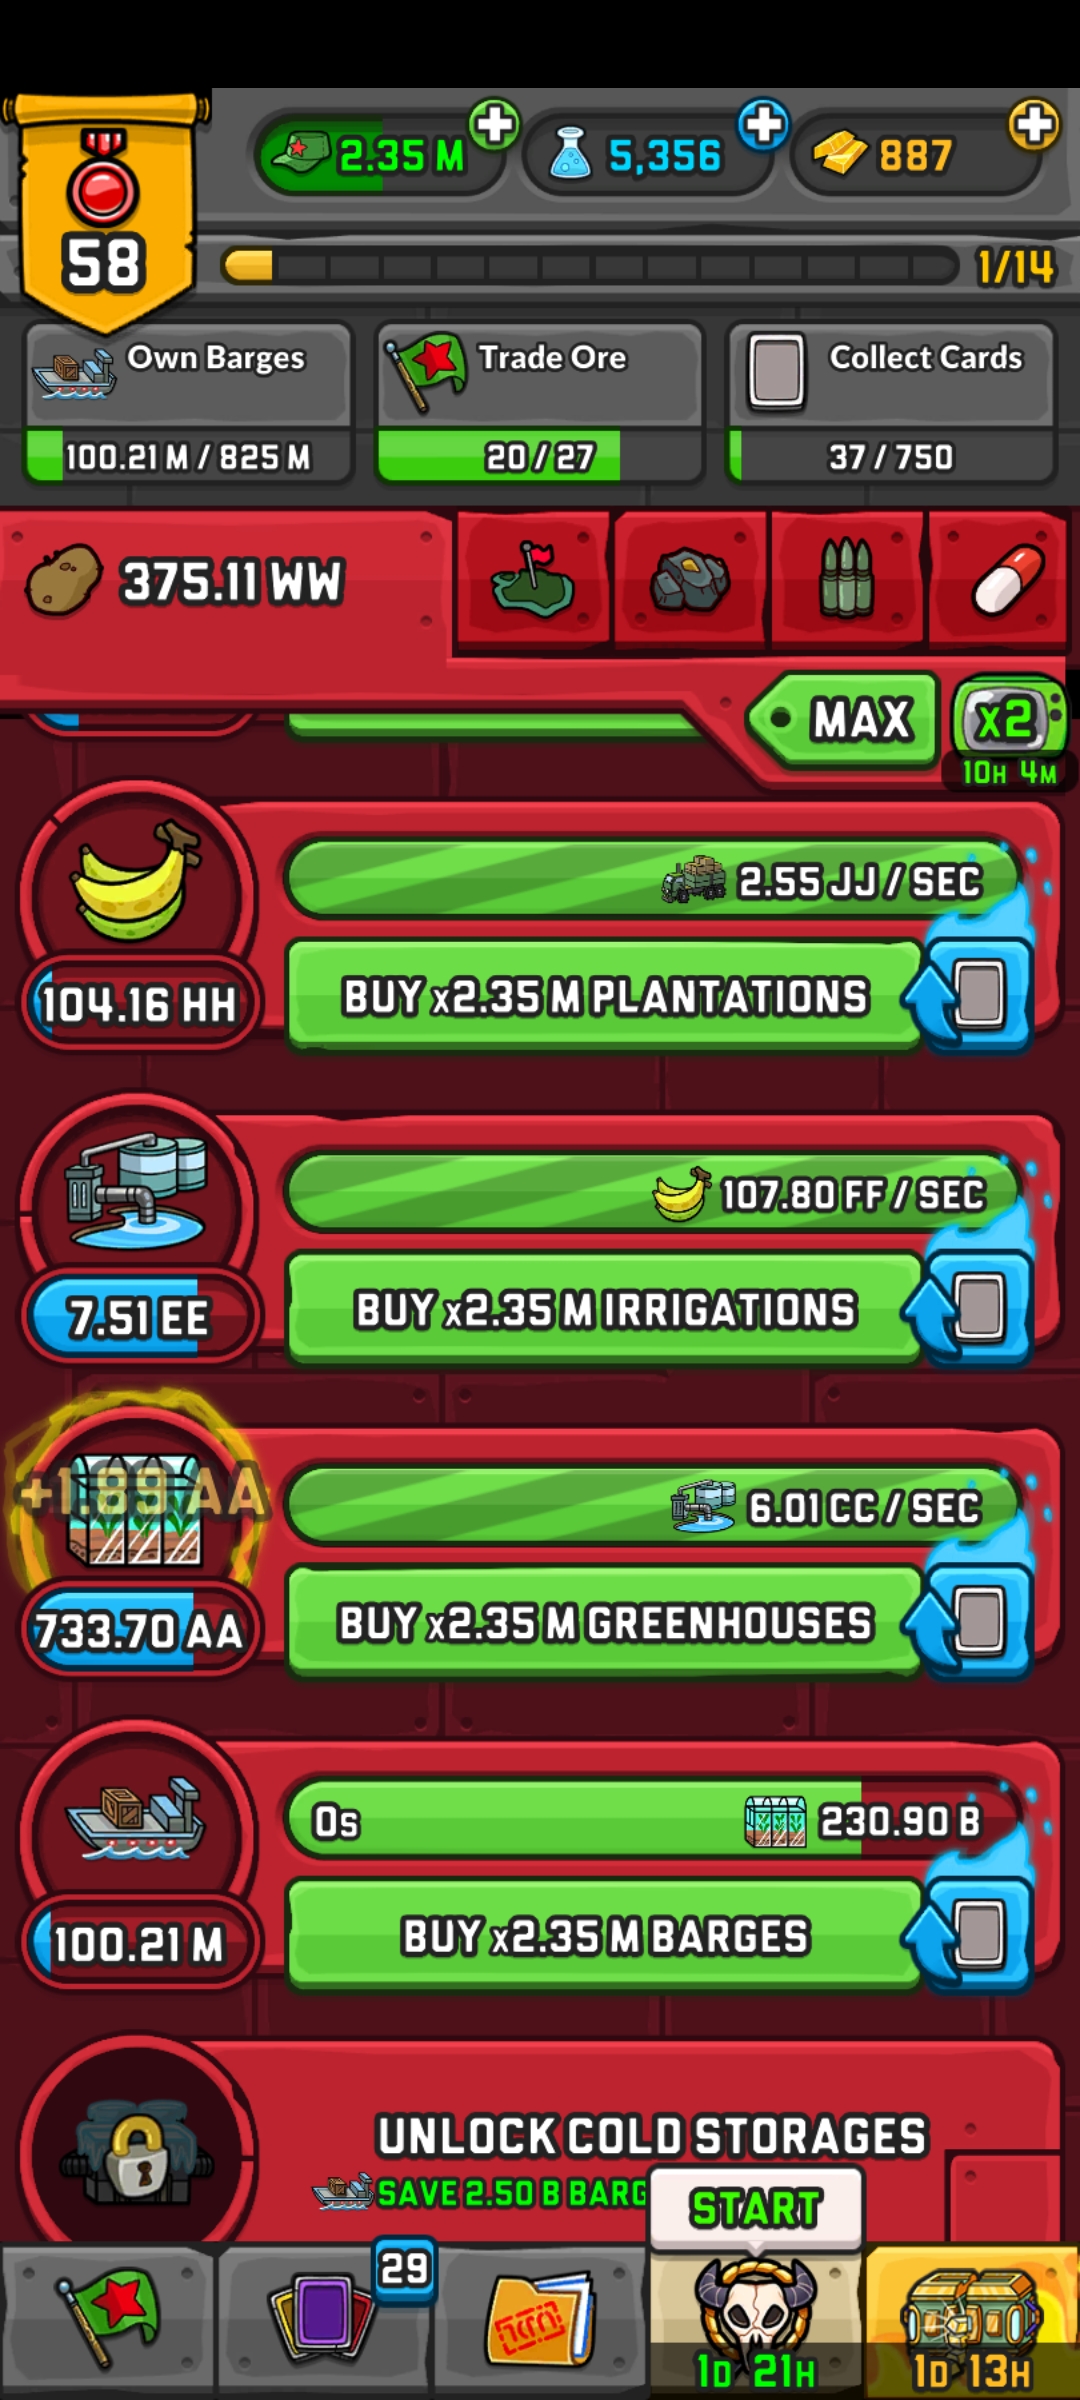 2.35 M
5,356
887
58
1/14
Own Barges
100.21 M / 825 M
Trade Ore
20 / 27
Collect Cards
37 / 750
375.11 WW
MAX
x2
10H 4M
2.55 JJ / SEC
104.16 HH
BUY x2.35 M PLANTATIONS
107.80 FF / SEC
7.51 EE
BUY x2.35 M IRRIGATIONS
+1.89 AA
6.01 CC / SEC
733.70 AA
BUY x2.35 M GREENHOUSES
0s
230.90 B
100.21 M
BUY x2.35 M BARGES
UNLOCK COLD STORAGES
SAVE 2.50 B BARG
START
29
1D 21H
1D 13H